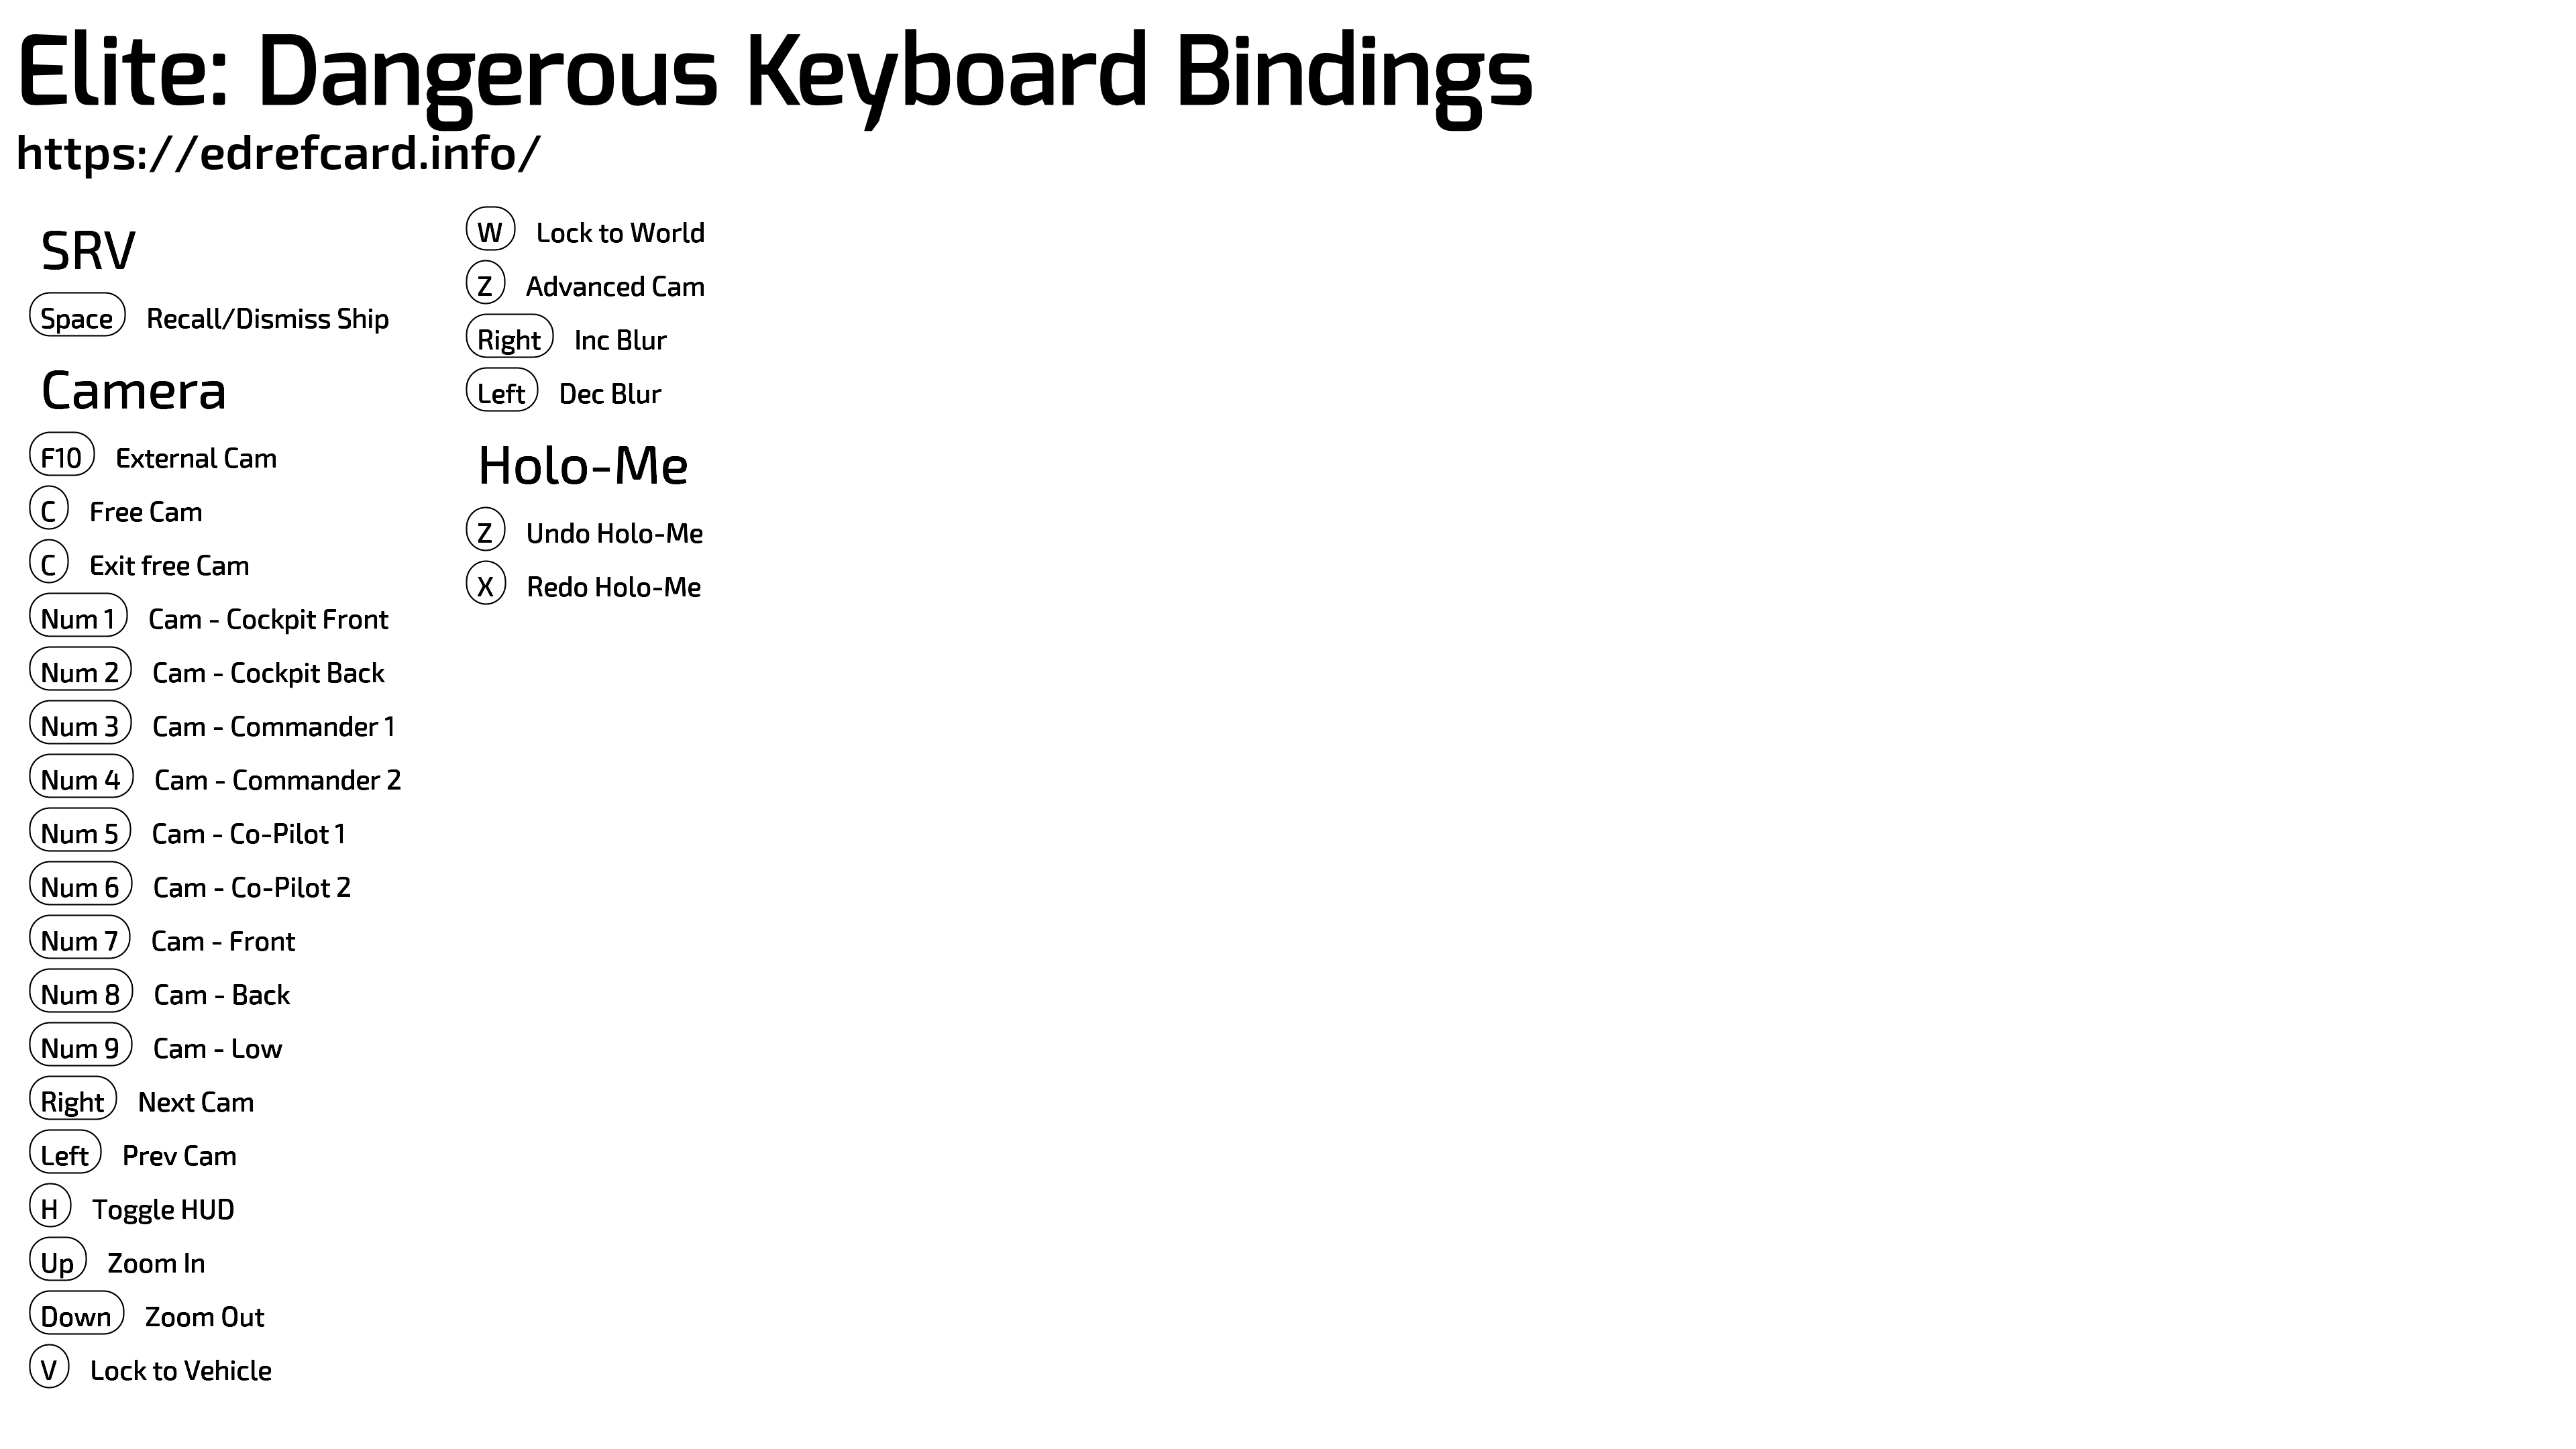 Elite: Dangerous Keyboard Bindings
https://edrefcard.info/
SRV
Space Recall/Dismiss Ship
Camera
F10 External Cam
C Free Cam
C Exit free Cam
Num 1 Cam - Cockpit Front
Num 2 Cam - Cockpit Back
Num 3 Cam - Commander 1
Num 4 Cam - Commander 2
Num 5 Cam - Co-Pilot 1
Num 6 Cam - Co-Pilot 2
Num 7 Cam - Front
Num 8 Cam - Back
Num 9 Cam - Low
Right Next Cam
Left Prev Cam
H Toggle HUD
Up Zoom In
Down Zoom Out
V Lock to Vehicle
W Lock to World
Z Advanced Cam
Right Inc Blur
Left Dec Blur
Holo-Me
Z Undo Holo-Me
X Redo Holo-Me